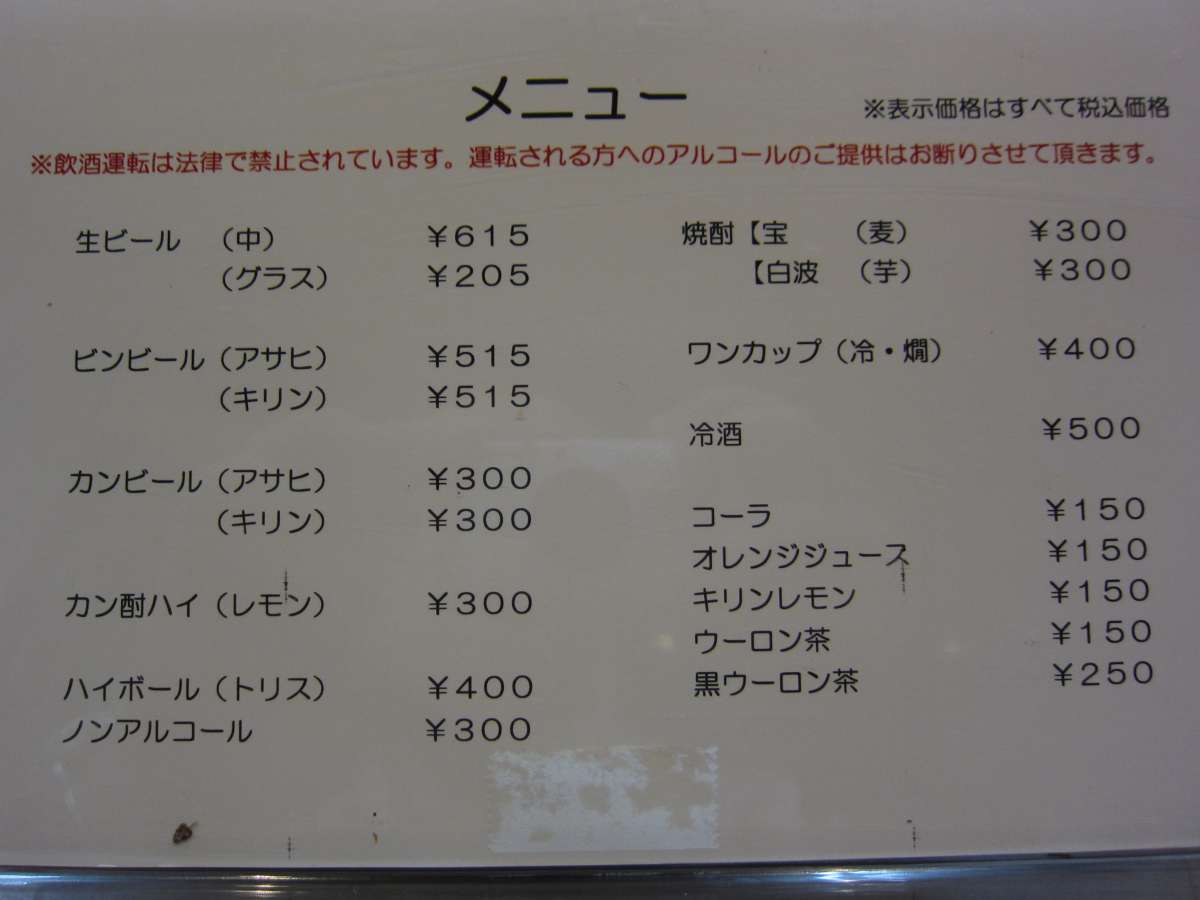 メニュー
※表示価格はすべて税込価格
※飲酒運転は法律で禁止されています。運転される方へのアルコールのご提供はお断りさせて頂きます。
生ビール （中） ¥615
（グラス） ¥205
ビンビール（アサヒ） ¥515
（キリン） ¥515
カンビール（アサヒ） ¥300
（キリン） ¥300
カン酎ハイ（レモン） ¥300
ハイボール（トリス） ¥400
ノンアルコール ¥300
焼酎【宝 （麦） ¥300
【白波 （芋） ¥300
ワンカップ（冷・燗） ¥400
冷酒 ¥500
コーラ ¥150
オレンジジュース ¥150
キリンレモン ¥150
ウーロン茶 ¥150
黒ウーロン茶 ¥250